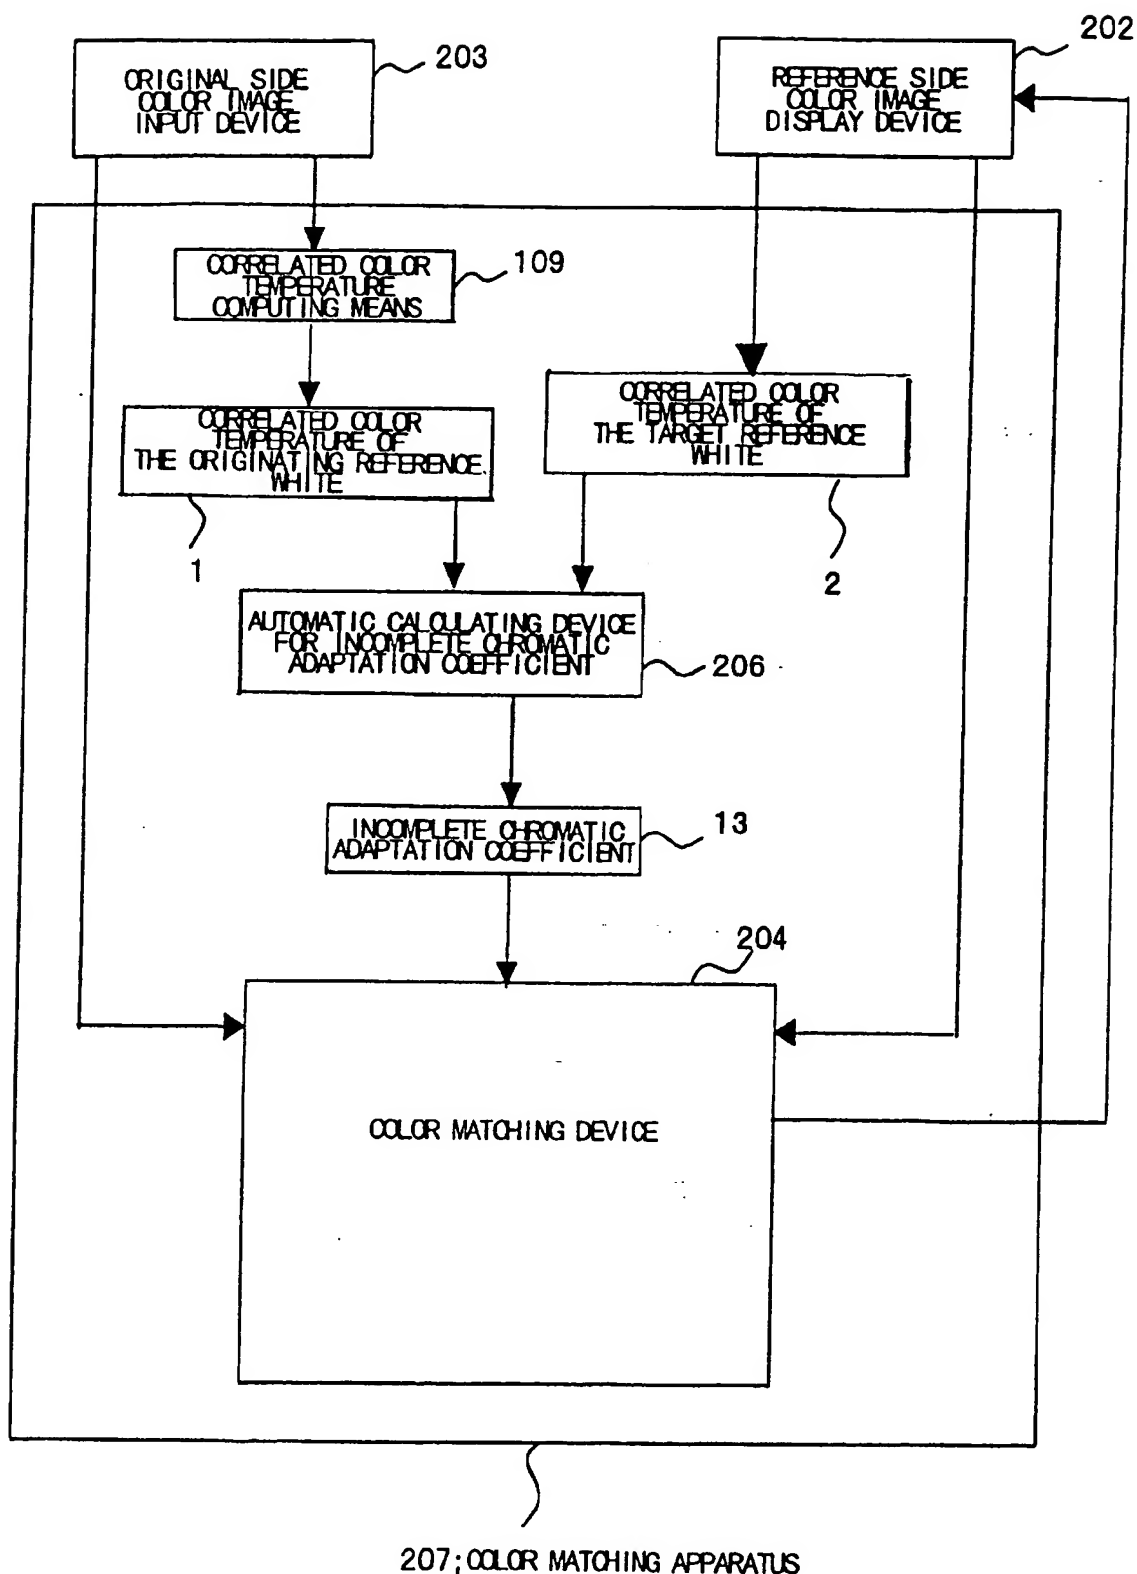 203
202
ORIGINAL SIDE
COLOR IMAGE
INPUT DEVICE
REFERENCE SIDE
COLOR IMAGE
DISPLAY DEVICE
CORRELATED COLOR
TEMPERATURE
COMPUTING MEANS
109
CORRELATED COLOR
TEMPERATURE OF
THE ORIGINATING REFERENCE
WHITE
1
CORRELATED COLOR
TEMPERATURE OF
THE TARGET REFERENCE
WHITE
2
AUTOMATIC CALCULATING DEVICE
FOR INCOMPLETE CHROMATIC
ADAPTATION COEFFICIENT
206
INCOMPLETE CHROMATIC
ADAPTATION COEFFICIENT
13
204
COLOR MATCHING DEVICE
207;COLOR MATCHING APPARATUS